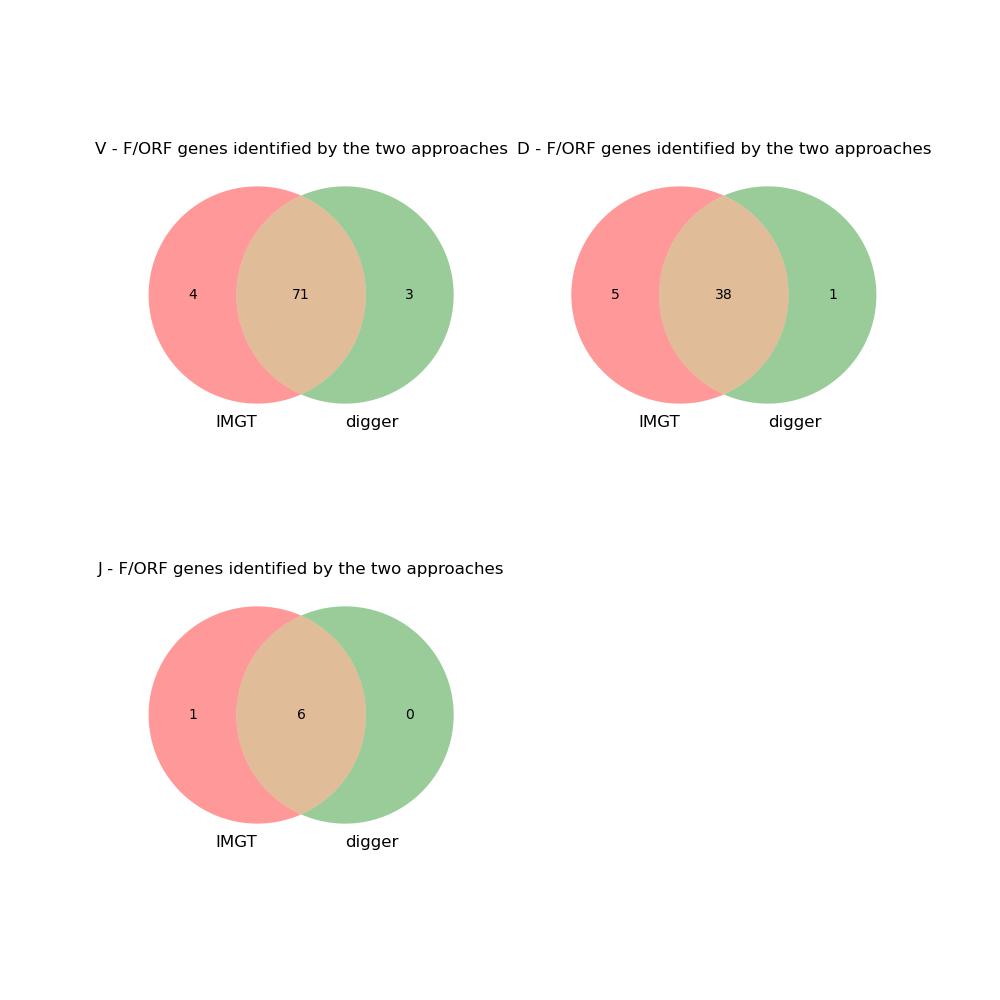 V - F/ORF genes identified by the two approaches
4 71 3
IMGT digger
D - F/ORF genes identified by the two approaches
5 38 1
IMGT digger
J - F/ORF genes identified by the two approaches
1 6 0
IMGT digger